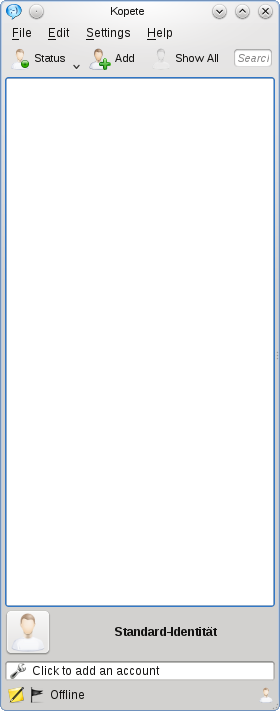 Kopete
File Edit Settings Help
Status Add Show All Searc
Standard-Identität
Click to add an account
Offline